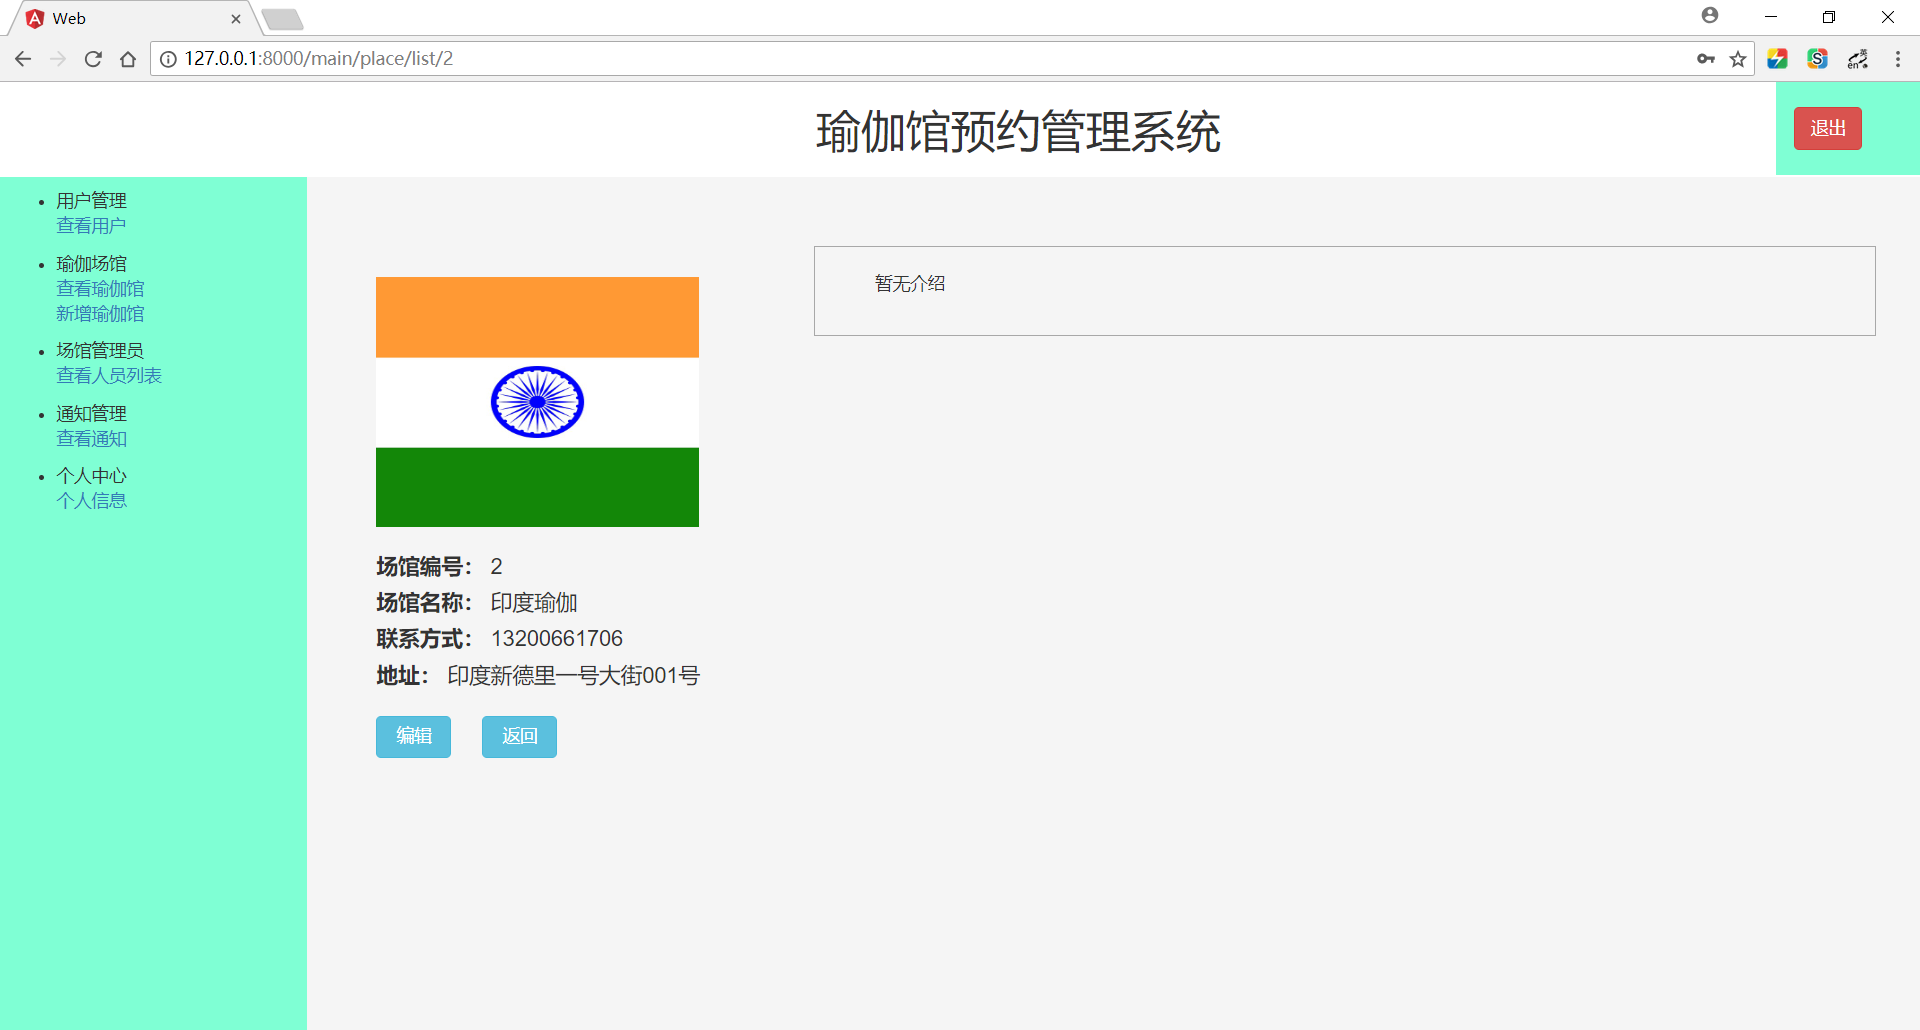 Web
127.0.0.1:8000/main/place/list/2
英
en
瑜伽馆预约管理系统
退出
用户管理
查看用户
瑜伽场馆
查看瑜伽馆
新增瑜伽馆
场馆管理员
查看人员列表
通知管理
查看通知
个人中心
个人信息
暂无介绍
场馆编号： 2
场馆名称： 印度瑜伽
联系方式： 13200661706
地址： 印度新德里一号大街001号
编辑 返回